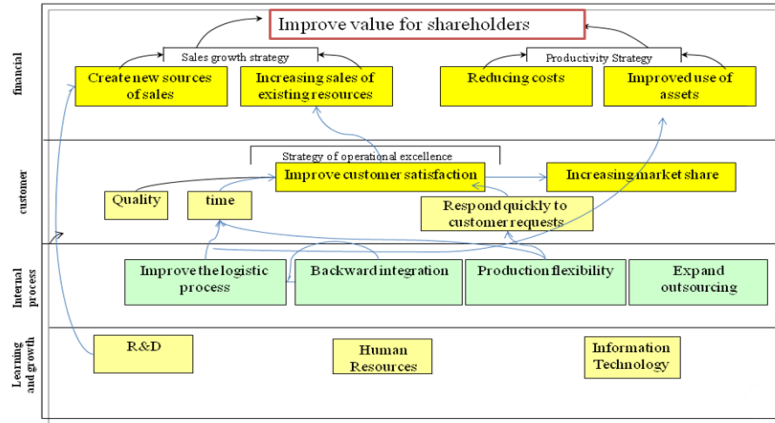 Improve value for shareholders
Sales growth strategy
Productivity Strategy
financial
Create new sources
of sales
Increasing sales of
existing resources
Reducing costs
Improved use of
assets
Strategy of operational excellence
customer
Improve customer satisfaction
Increasing market share
Quality
time
Respond quickly to
customer requests
Internal
process
Improve the logistic
process
Backward integration
Production flexibility
Expand
outsourcing
Learning
and growth
R&D
Human
Resources
Information
Technology